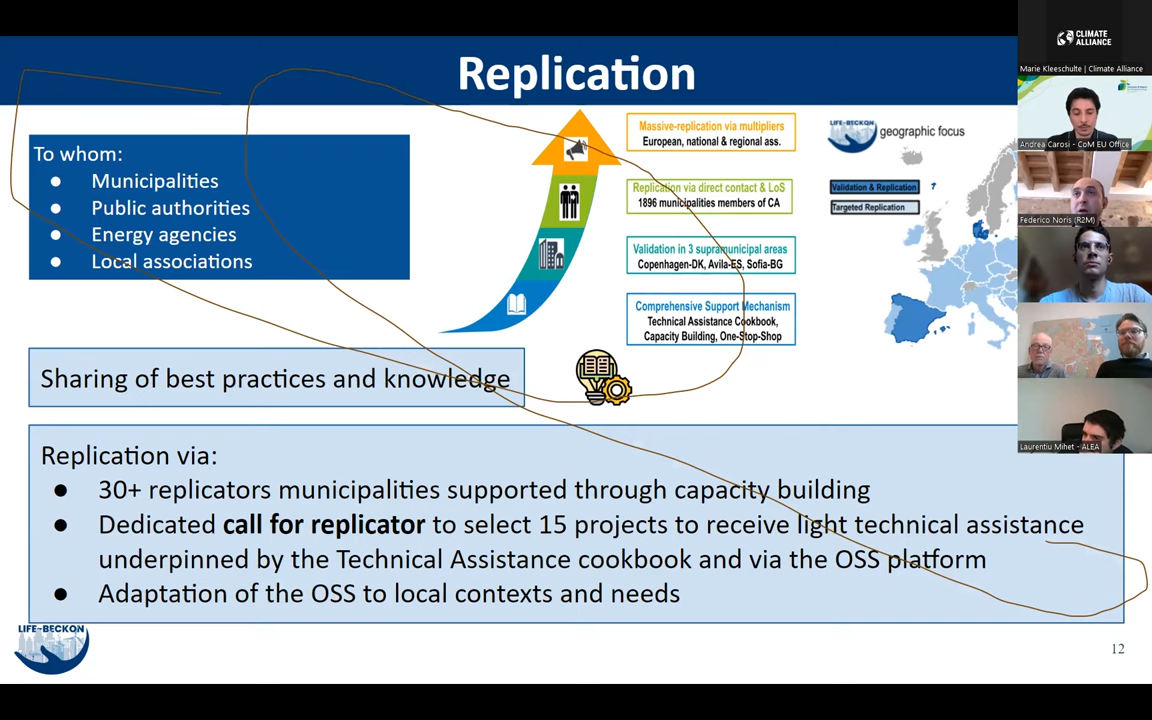 Replication
To whom:
● Municipalities
● Public authorities
● Energy agencies
● Local associations
Massive-replication via multipliers
European, national & regional ass.
Replication via direct contact & LoS
1896 municipalities members of CA
Validation in 3 supramunicipal areas
Copenhagen-DK, Avila-ES, Sofia-BG
Comprehensive Support Mechanism
Technical Assistance Cookbook,
Capacity Building, One-Stop-Shop
LIFE-BECKON
geographic focus
Validation & Replication
Targeted Replication
Sharing of best practices and knowledge
Replication via:
● 30+ replicators municipalities supported through capacity building
● Dedicated call for replicator to select 15 projects to receive light technical assistance
underpinned by the Technical Assistance cookbook and via the OSS platform
● Adaptation of the OSS to local contexts and needs
LIFE-BECKON
12
CLIMATE
ALLIANCE
Marie Kleeschulte | Climate Alliance
Andrea Carosi - CoM EU Office
Federico Noris (R2M)
Laurentiu Mihet - ALEA